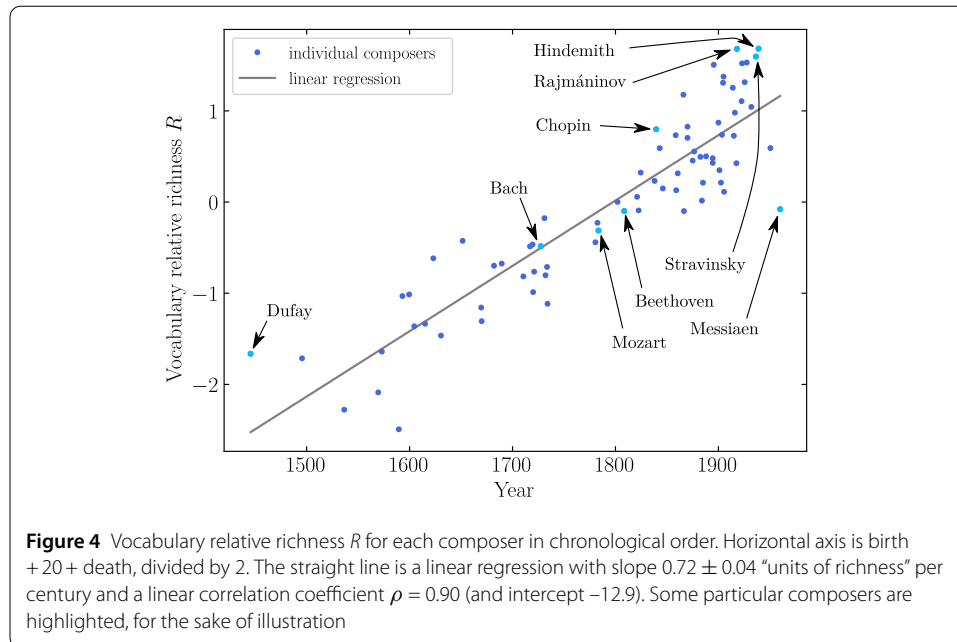 individual composers
linear regression
Hindemith
Rajmáninov
Chopin
Bach
Dufay
Stravinsky
Beethoven
Messiaen
Mozart
1
0
−1
−2
Vocabulary relative richness R
1500 1600 1700 1800 1900
Year
Figure 4 Vocabulary relative richness R for each composer in chronological order. Horizontal axis is birth
+ 20 + death, divided by 2. The straight line is a linear regression with slope 0.72 ± 0.04 “units of richness” per
century and a linear correlation coefficient ρ = 0.90 (and intercept –12.9). Some particular composers are
highlighted, for the sake of illustration